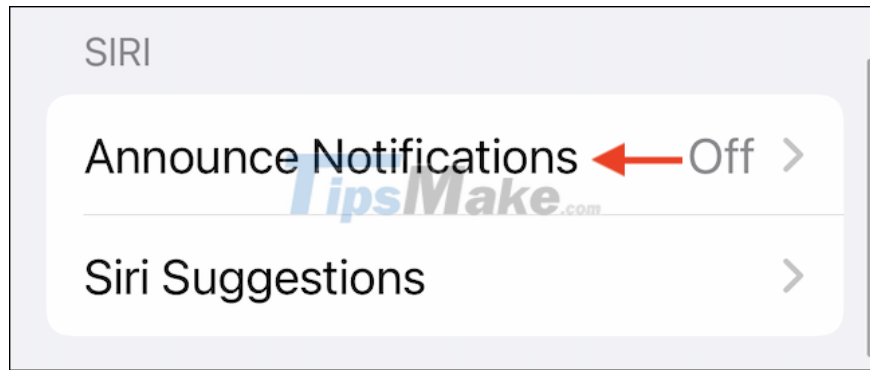 SIRI
Announce Notifications Off
TipsMake.com
Siri Suggestions